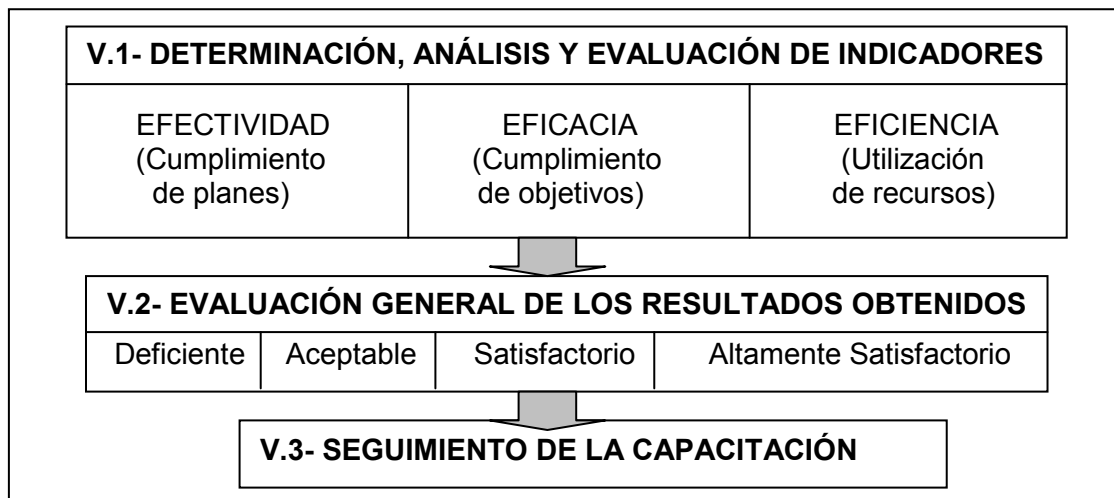 V.1- DETERMINACIÓN, ANÁLISIS Y EVALUACIÓN DE INDICADORES
EFECTIVIDAD
(Cumplimiento
de planes)
EFICACIA
(Cumplimiento
de objetivos)
EFICIENCIA
(Utilización
de recursos)
V.2- EVALUACIÓN GENERAL DE LOS RESULTADOS OBTENIDOS
Deficiente Aceptable Satisfactorio Altamente Satisfactorio
V.3- SEGUIMIENTO DE LA CAPACITACIÓN